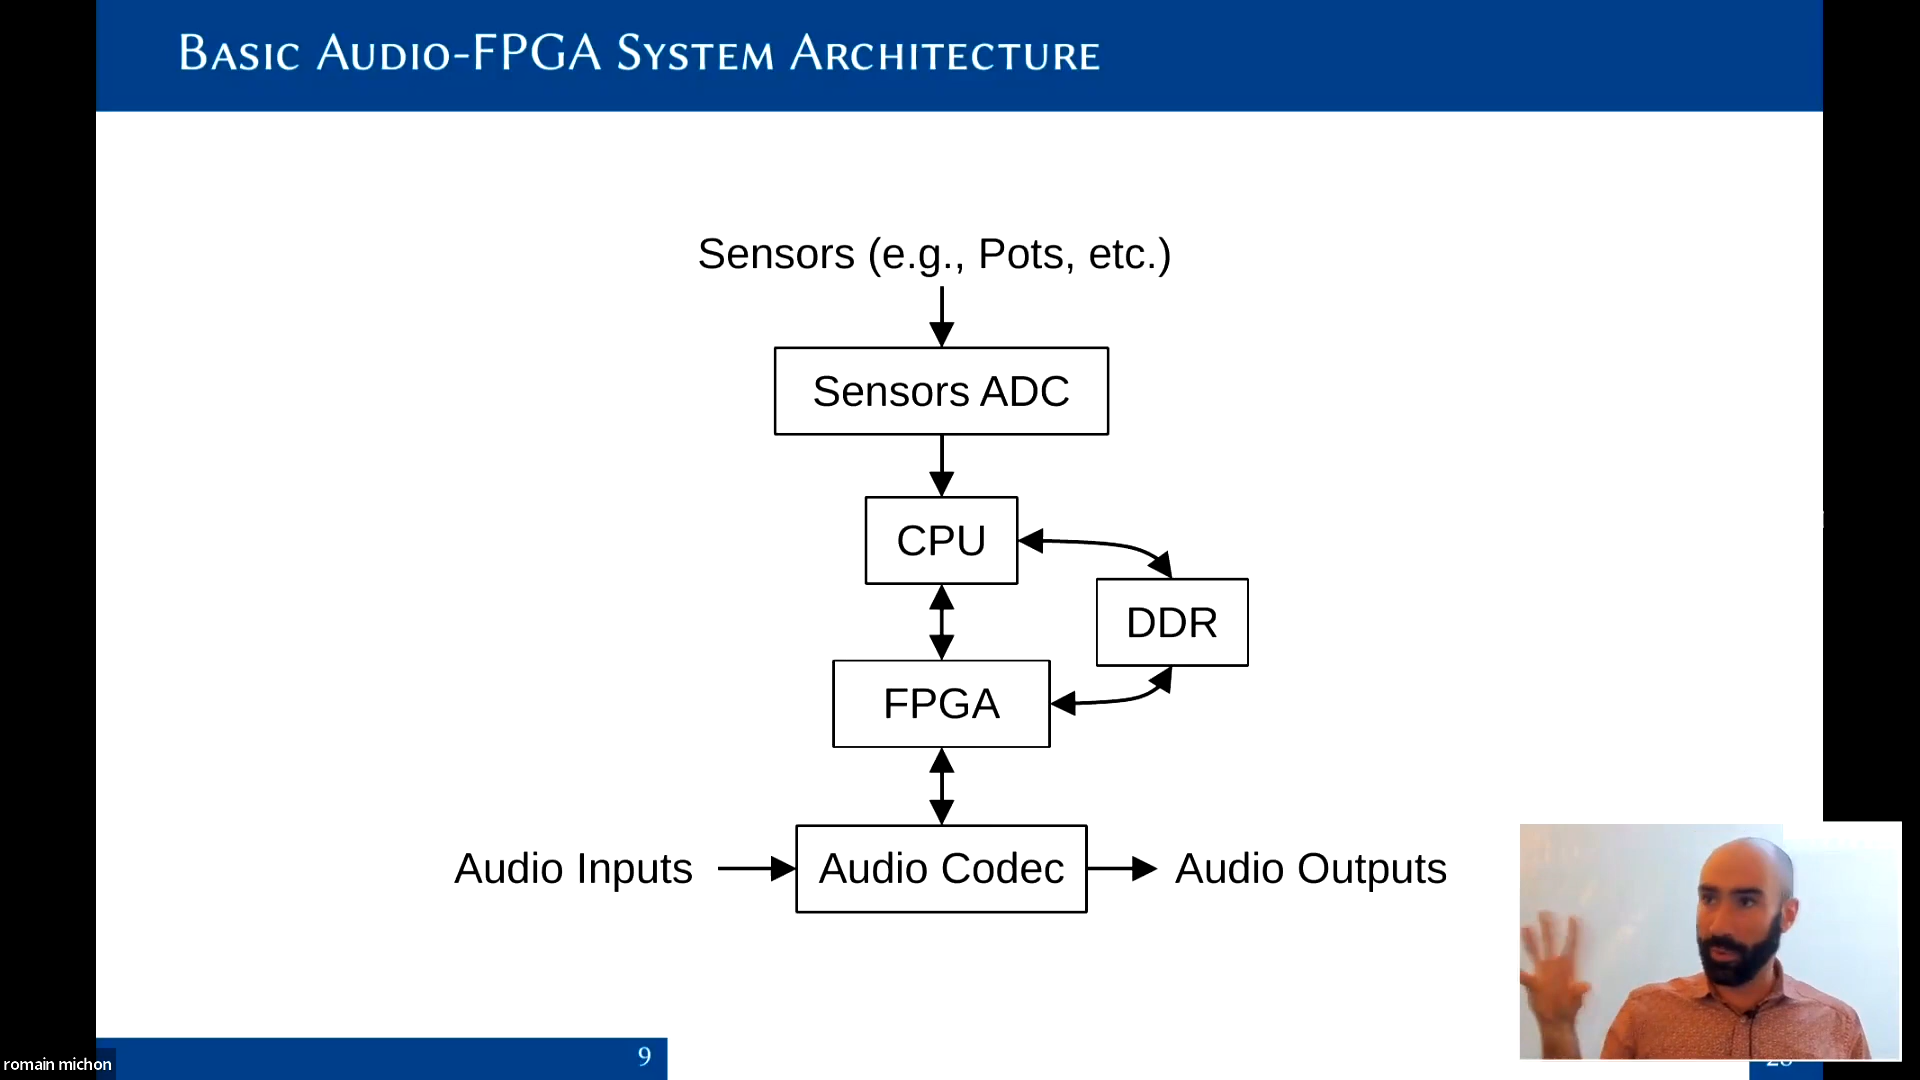 Basic Audio-FPGA System Architecture
Sensors (e.g., Pots, etc.)
Sensors ADC
CPU
DDR
FPGA
Audio Inputs
Audio Codec
Audio Outputs
romain michon
9